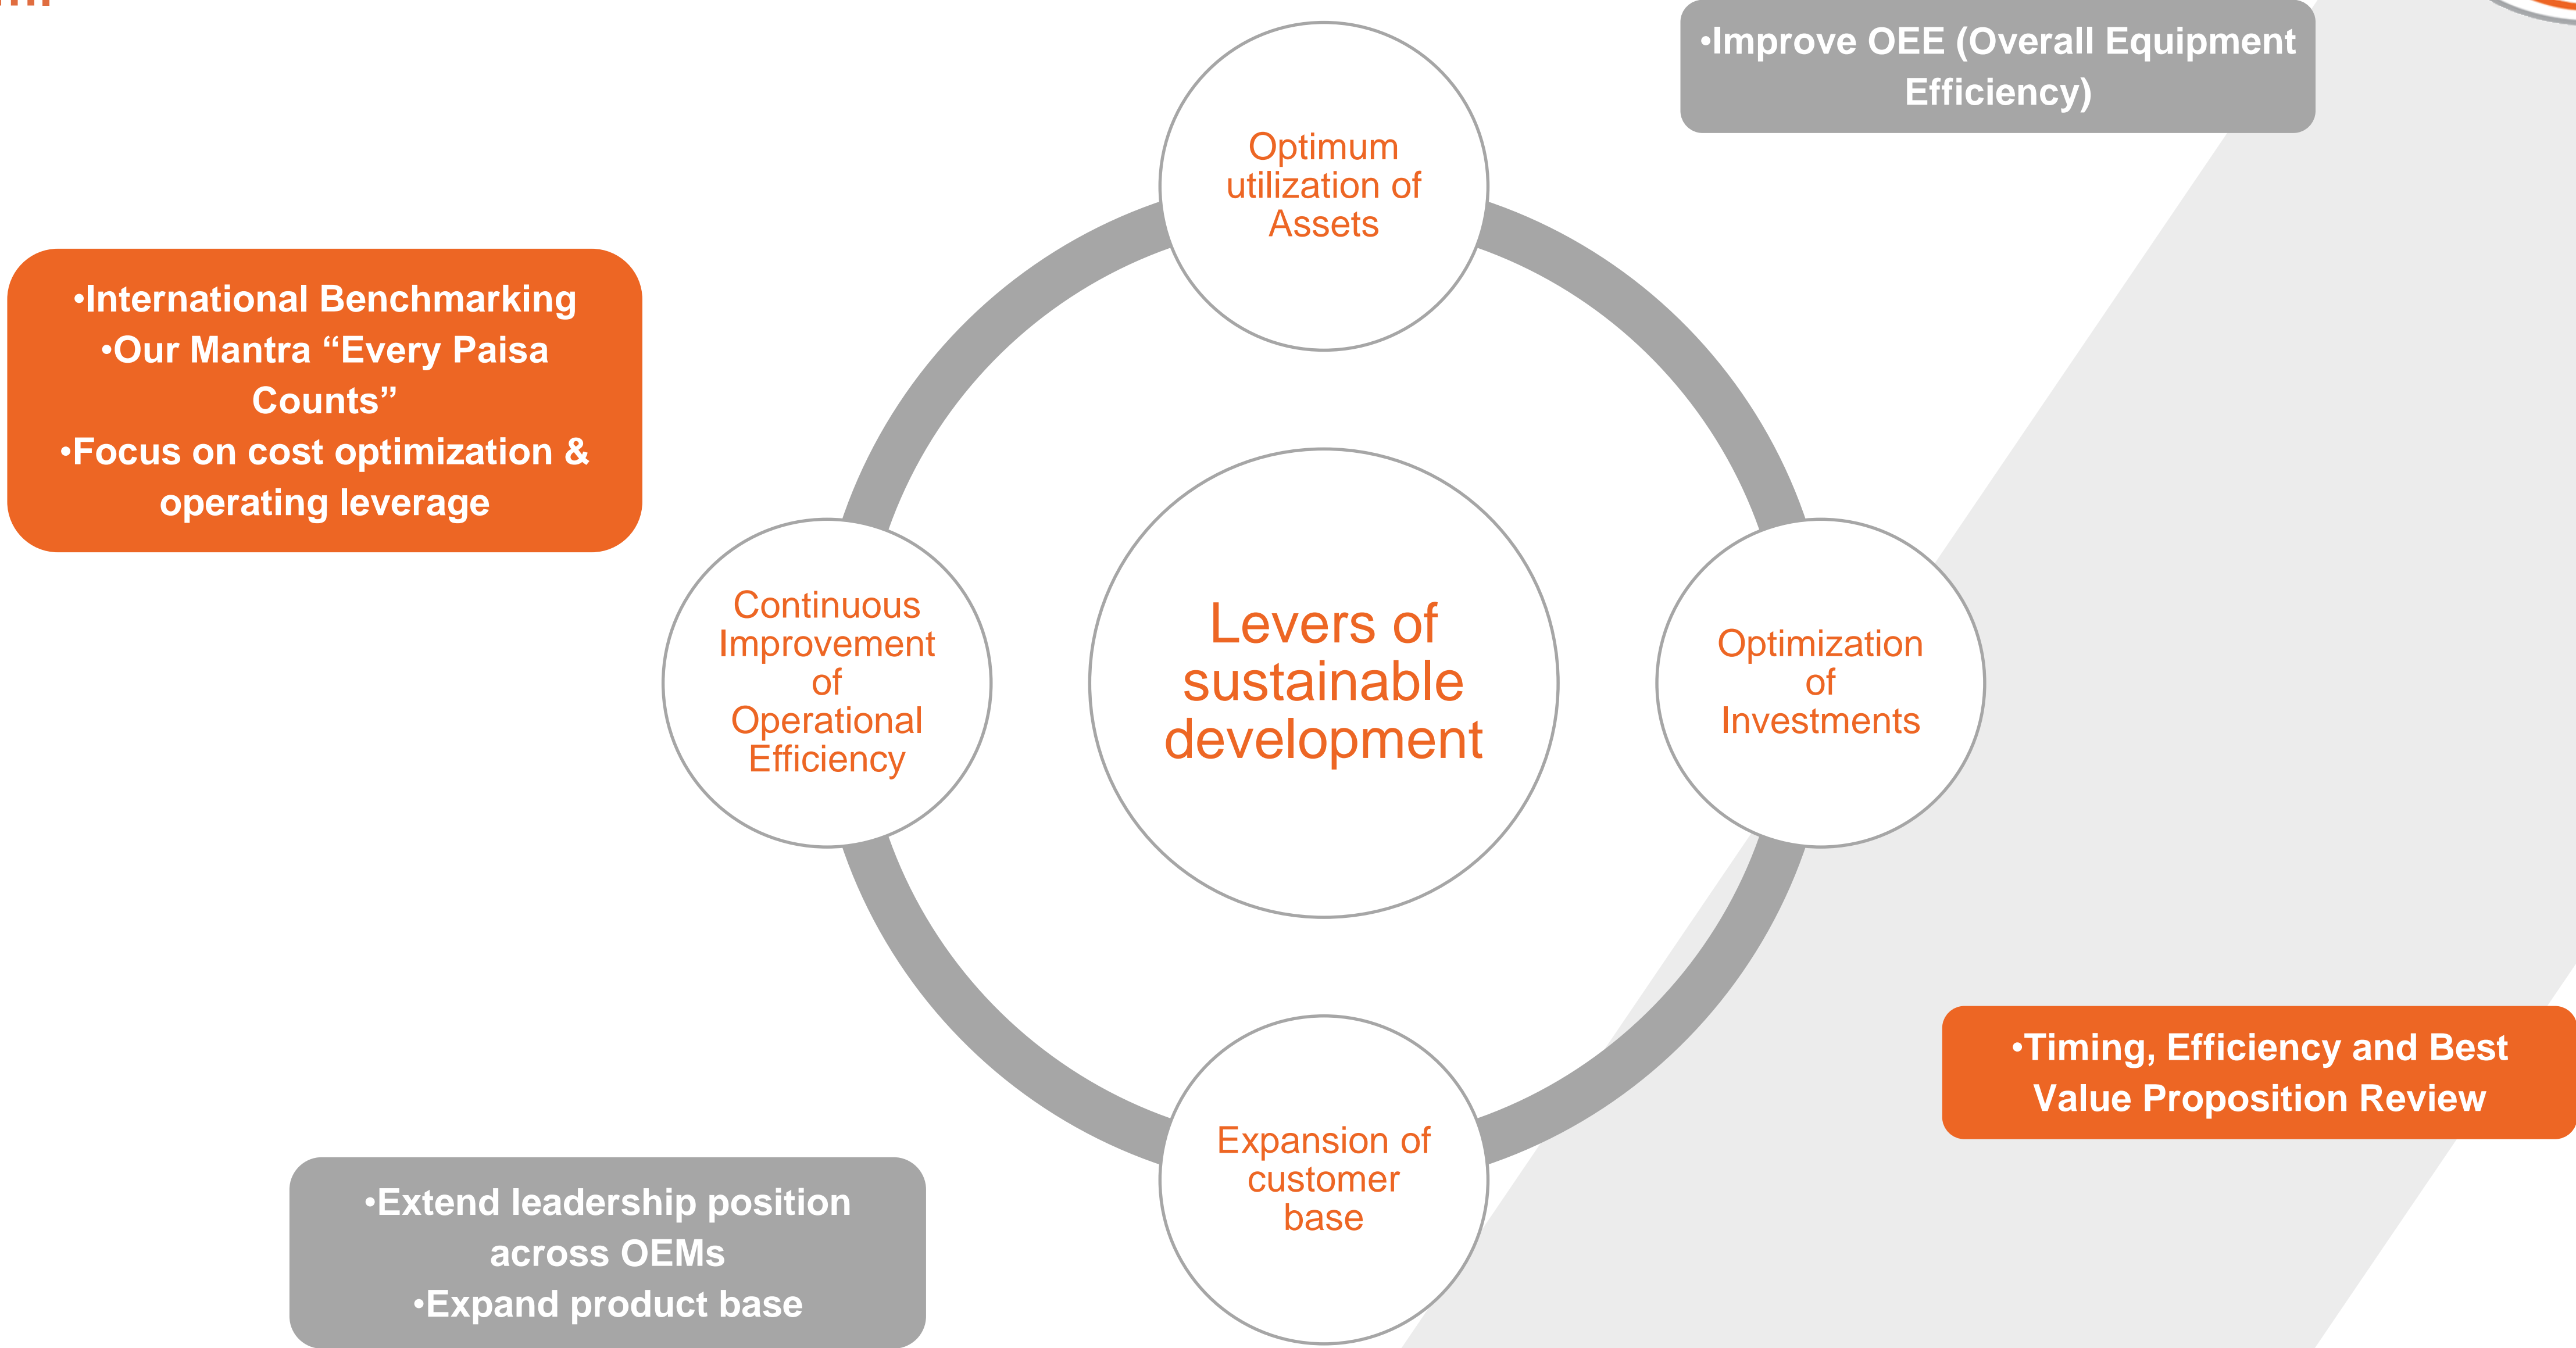 •Improve OEE (Overall Equipment
Efficiency)
Optimum
utilization of
Assets
•International Benchmarking
•Our Mantra “Every Paisa
Counts”
•Focus on cost optimization &
operating leverage
Continuous
Improvement
of
Operational
Efficiency
Levers of
sustainable
development
Optimization
of
Investments
•Timing, Efficiency and Best
Value Proposition Review
Expansion of
customer
base
•Extend leadership position
across OEMs
•Expand product base